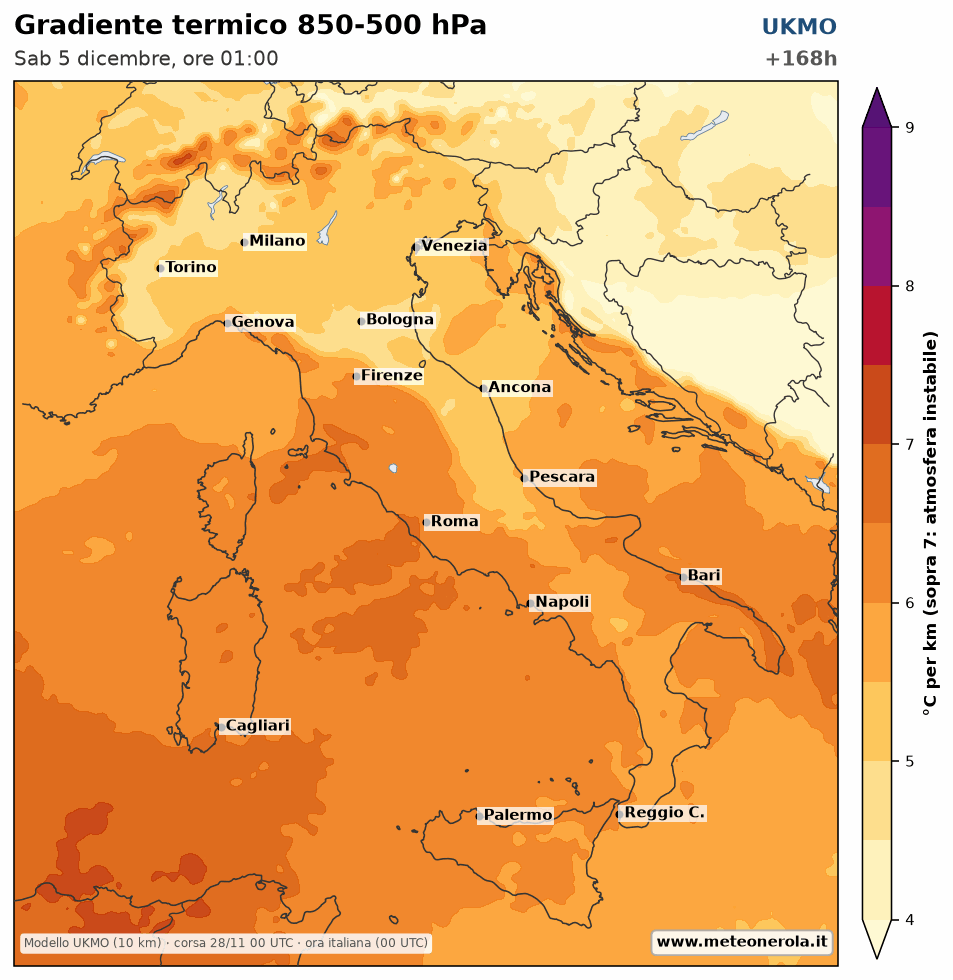 Gradiente termico 850-500 hPa
UKMO
Sab 5 dicembre, ore 01:00
+168h
Milano
Venezia
Torino
Genova
Bologna
Firenze
Ancona
Pescara
Roma
Bari
Napoli
Cagliari
Palermo
Reggio C.
9
8
7
6
5
4
°C per km (sopra 7: atmosfera instabile)
Modello UKMO (10 km) · corsa 28/11 00 UTC · ora italiana (00 UTC)
www.meteonerola.it